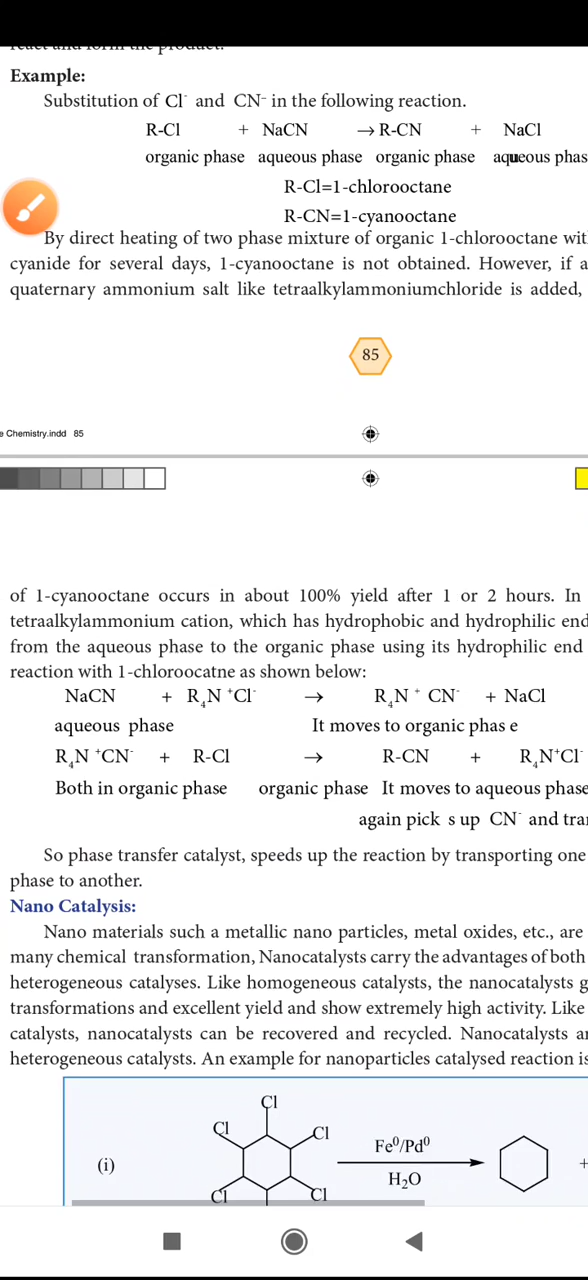 react and form the product.
Example:
Substitution of Cl⁻ and CN⁻ in the following reaction.
R-Cl + NaCN → R-CN + NaCl
organic phase aqueous phase organic phase aqueous phas
R-Cl=1-chlorooctane
R-CN=1-cyanooctane
By direct heating of two phase mixture of organic 1-chlorooctane wit
cyanide for several days, 1-cyanooctane is not obtained. However, if a
quaternary ammonium salt like tetraalkylammoniumchloride is added,
85
e Chemistry.indd 85
of 1-cyanooctane occurs in about 100% yield after 1 or 2 hours. In
tetraalkylammonium cation, which has hydrophobic and hydrophilic end
from the aqueous phase to the organic phase using its hydrophilic end
reaction with 1-chloroocatne as shown below:
NaCN + R₄N ⁺Cl⁻ → R₄N ⁺ CN⁻ + NaCl
aqueous phase It moves to organic phas e
R₄N ⁺CN⁻ + R-Cl → R-CN + R₄N⁺Cl⁻
Both in organic phase organic phase It moves to aqueous phase
again pick s up CN⁻ and tra
So phase transfer catalyst, speeds up the reaction by transporting one
phase to another.
Nano Catalysis:
Nano materials such a metallic nano particles, metal oxides, etc., are
many chemical transformation, Nanocatalysts carry the advantages of both
heterogeneous catalyses. Like homogeneous catalysts, the nanocatalysts g
transformations and excellent yield and show extremely high activity. Like
catalysts, nanocatalysts can be recovered and recycled. Nanocatalysts a
heterogeneous catalysts. An example for nanoparticles catalysed reaction is
Cl
Cl Cl
Fe⁰/Pd⁰
(i) +
H₂O
Cl Cl